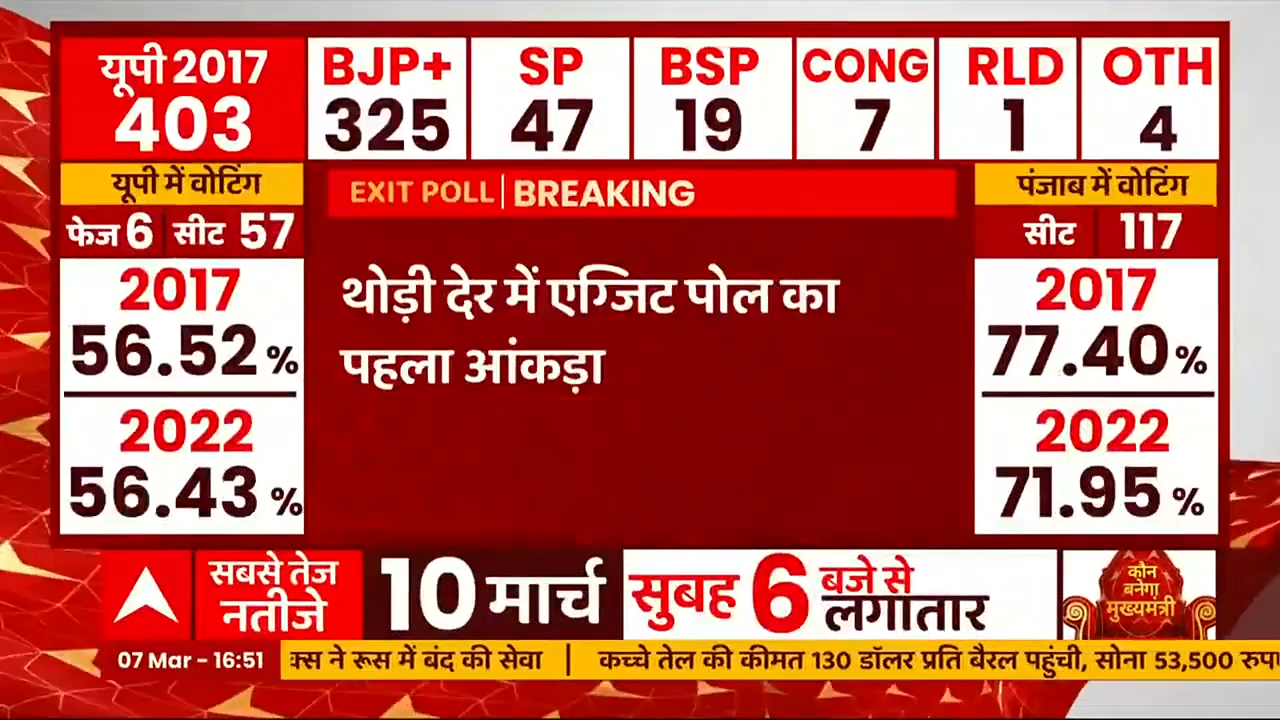 यूपी 2017
403
BJP+
325
SP
47
BSP
19
CONG
7
RLD
1
OTH
4
यूपी में वोटिंग
फेज 6 सीट 57
2017
56.52 %
2022
56.43 %
EXIT POLL BREAKING
थोड़ी देर में एग्जिट पोल का
पहला आंकड़ा
पंजाब में वोटिंग
सीट 117
2017
77.40 %
2022
71.95 %
सबसे तेज
नतीजे
10 मार्च
सुबह 6 बजे से
लगातार
कौन
बनेगा
मुख्यमंत्री
07 Mar - 16:51
क्स ने रूस में बंद की सेवा | कच्चे तेल की कीमत 130 डॉलर प्रति बैरल पहुंची, सोना 53,500 रुपए